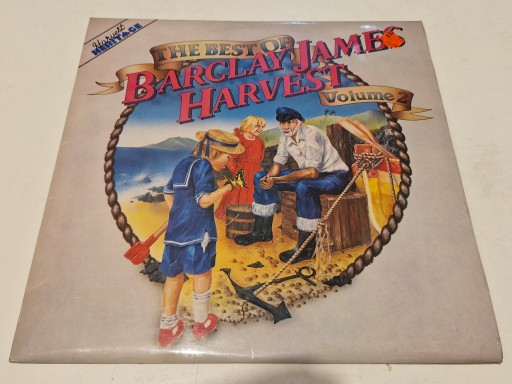 Harvest
HERITAGE
THE BEST OF
BARCLAY JAMES
HARVEST
Volume 2